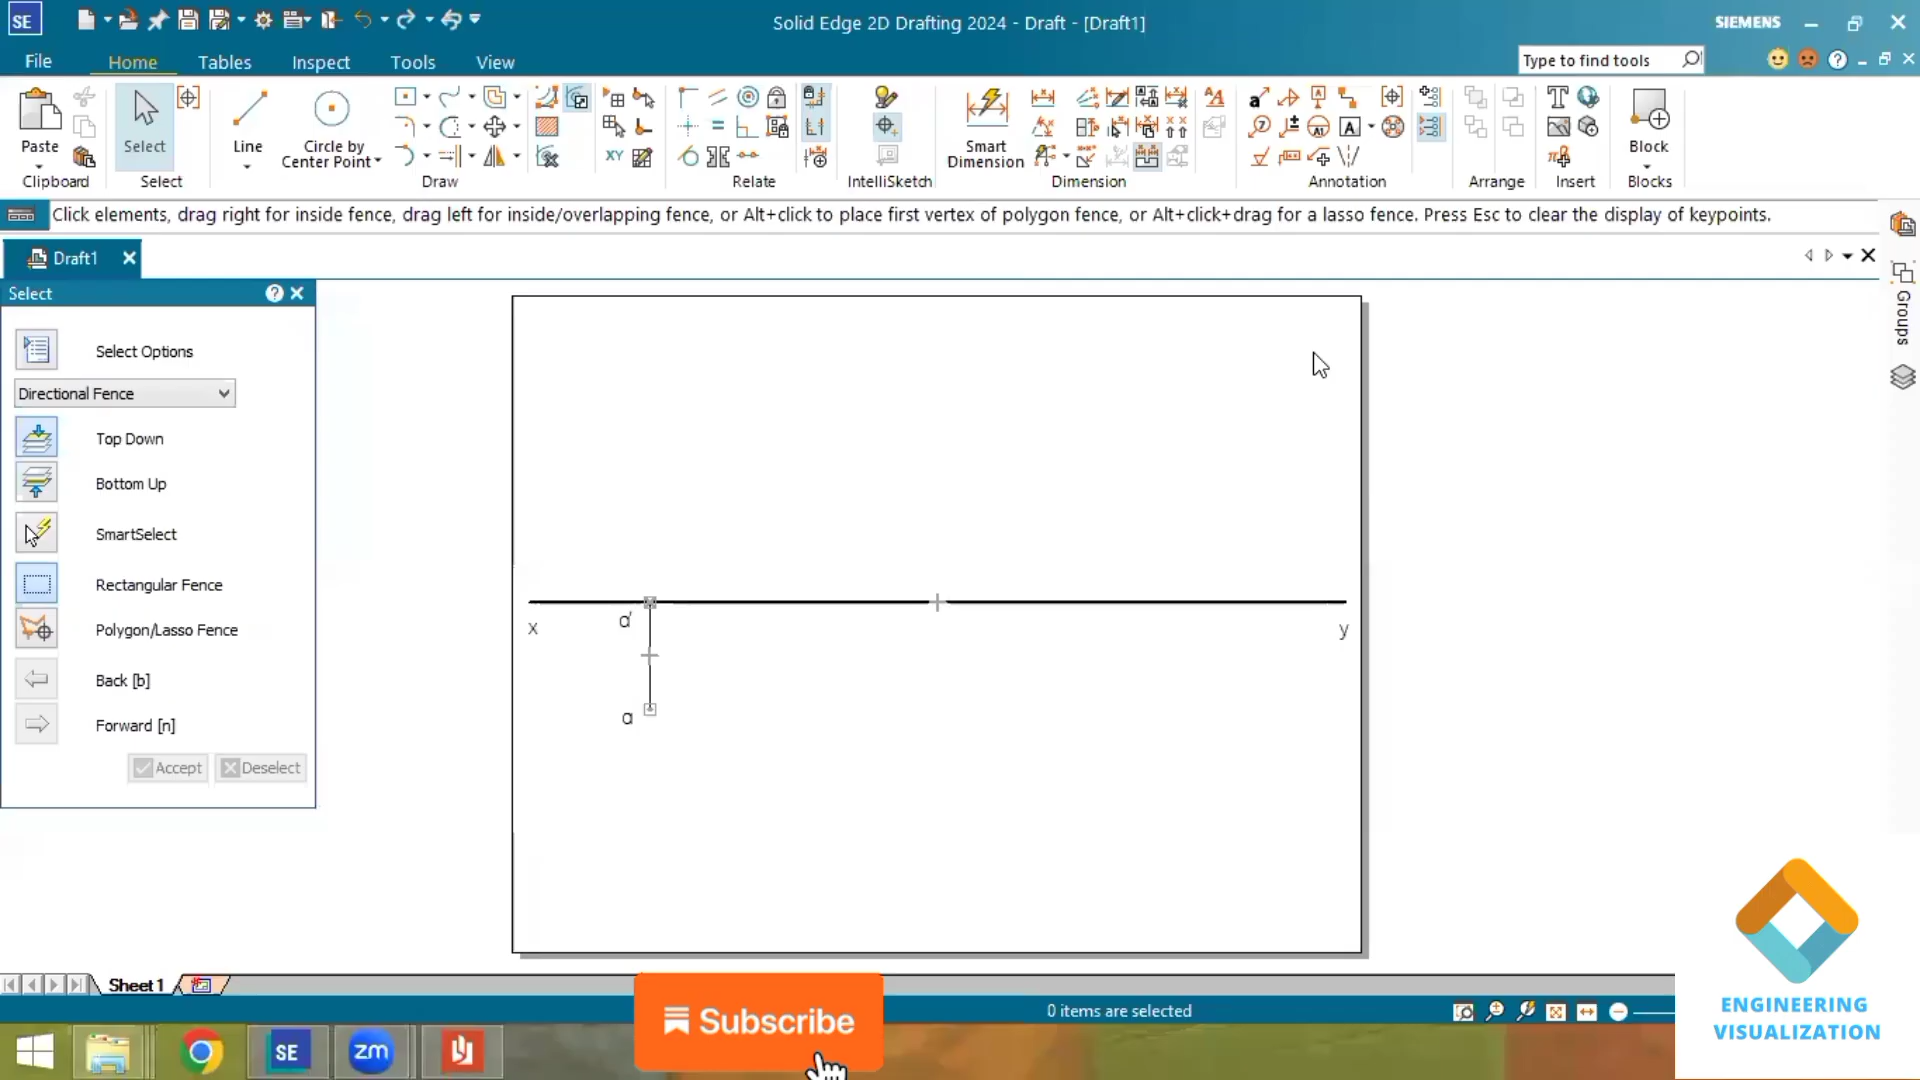 SE
Solid Edge 2D Drafting 2024 - Draft - [Draft1]
SIEMENS
File
Home
Tables
Inspect
Tools
View
Type to find tools
Paste
Select
Line
Circle by
Center Point
XY
Smart
Dimension
Block
Clipboard
Select
Draw
Relate
IntelliSketch
Dimension
Annotation
Arrange
Insert
Blocks
Click elements, drag right for inside fence, drag left for inside/overlapping fence, or Alt+click to place first vertex of polygon fence, or Alt+click+drag for a lasso fence. Press Esc to clear the display of keypoints.
Draft1
Groups
Select
Select Options
Directional Fence
Top Down
Bottom Up
SmartSelect
Rectangular Fence
Polygon/Lasso Fence
Back [b]
Forward [n]
Accept
Deselect
x
a'
y
a
Sheet1
0 items are selected
Subscribe
ENGINEERING
VISUALIZATION
SE
zm